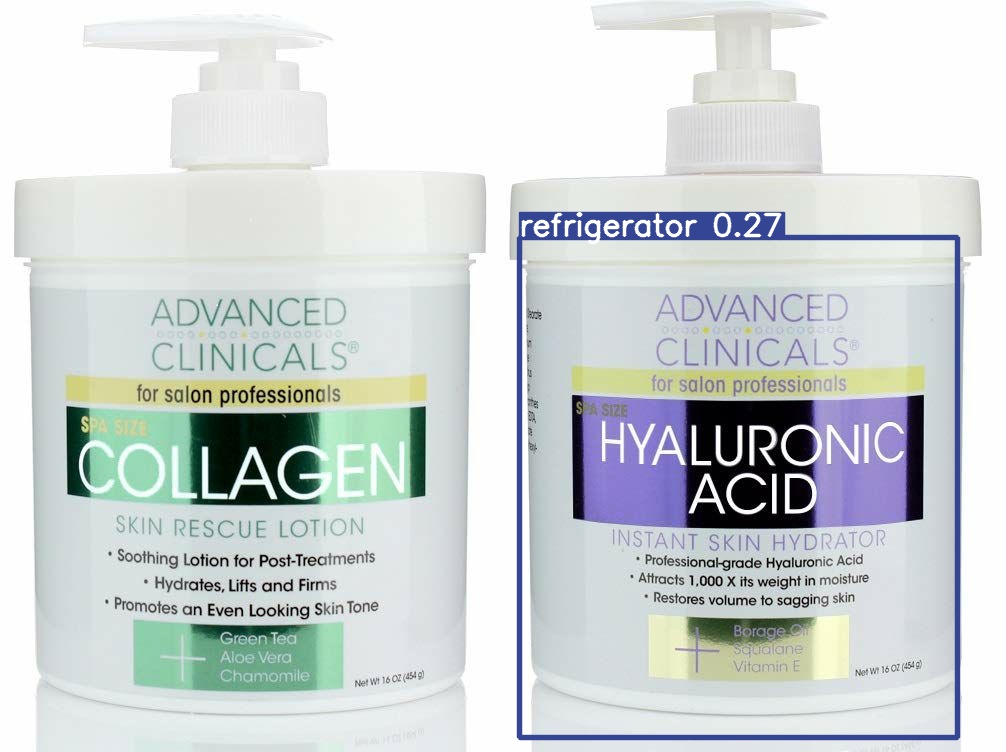 refrigerator 0.27
ADVANCED
CLINICALS®
for salon professionals
SPA SIZE
COLLAGEN
SKIN RESCUE LOTION
• Soothing Lotion for Post-Treatments
• Hydrates, Lifts and Firms
• Promotes an Even Looking Skin Tone
+ Green Tea
Aloe Vera
Chamomile
Net Wt 16 OZ (454 g)
ADVANCED
CLINICALS®
for salon professionals
SPA SIZE
HYALURONIC
ACID
INSTANT SKIN HYDRATOR
• Professional-grade Hyaluronic Acid
• Attracts 1,000 X its weight in moisture
• Restores volume to sagging skin
+ Borage Oil
Squalane
Vitamin E
Net Wt 16 OZ (454 g)